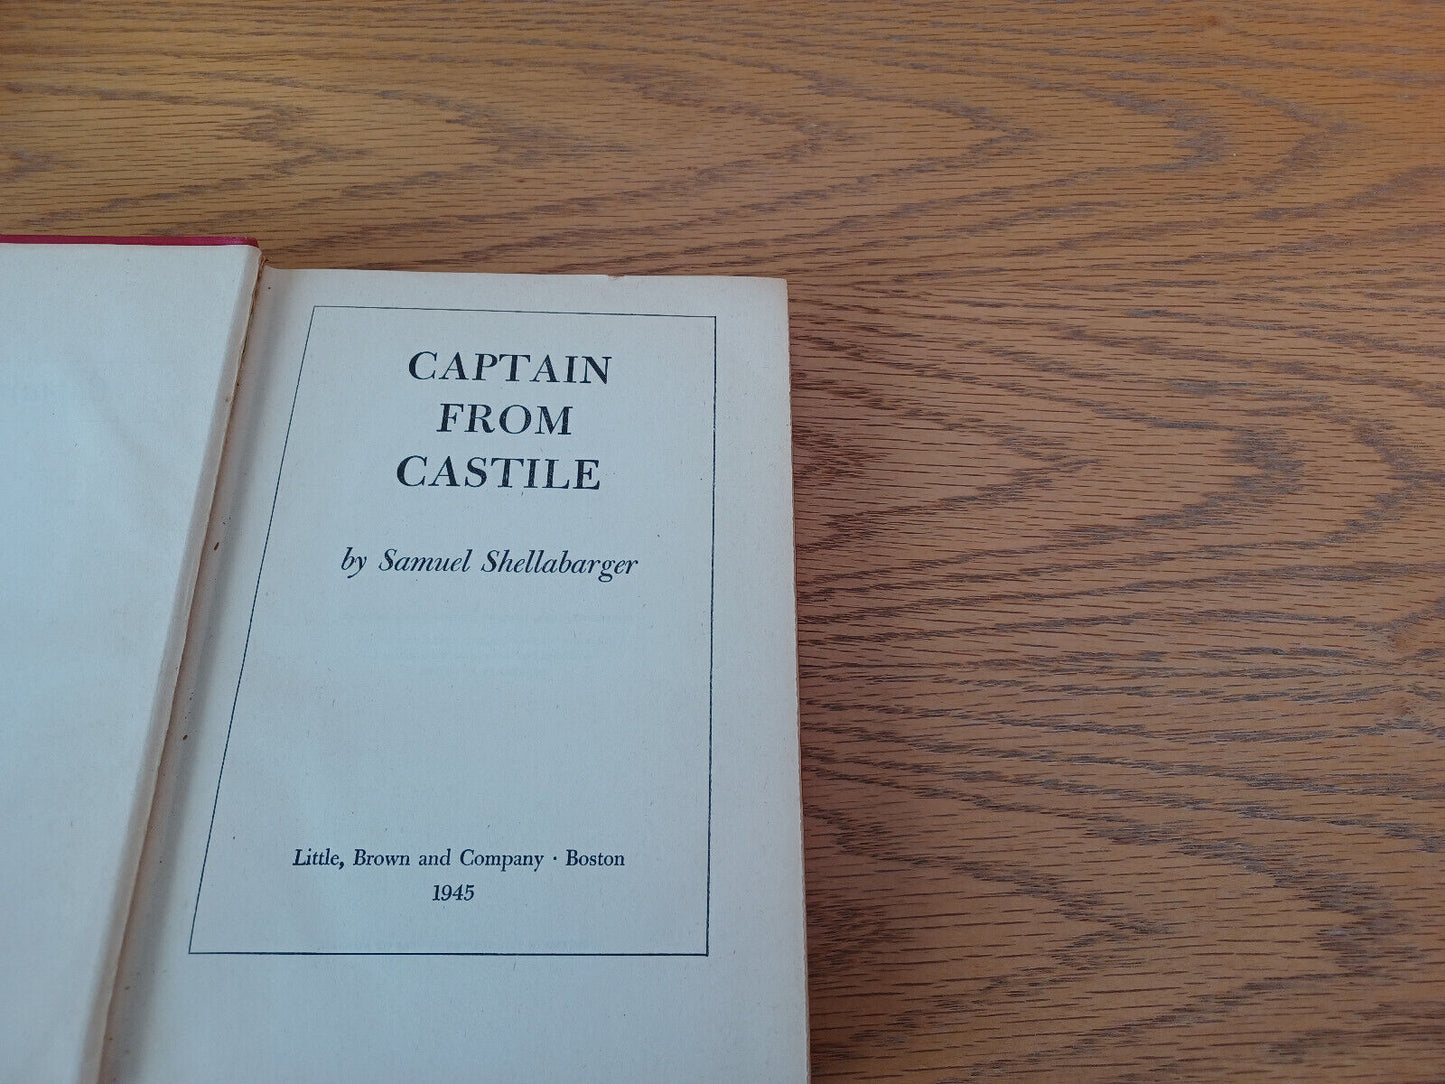 CAPTAIN
FROM
CASTILE
by Samuel Shellabarger
Little, Brown and Company · Boston
1945